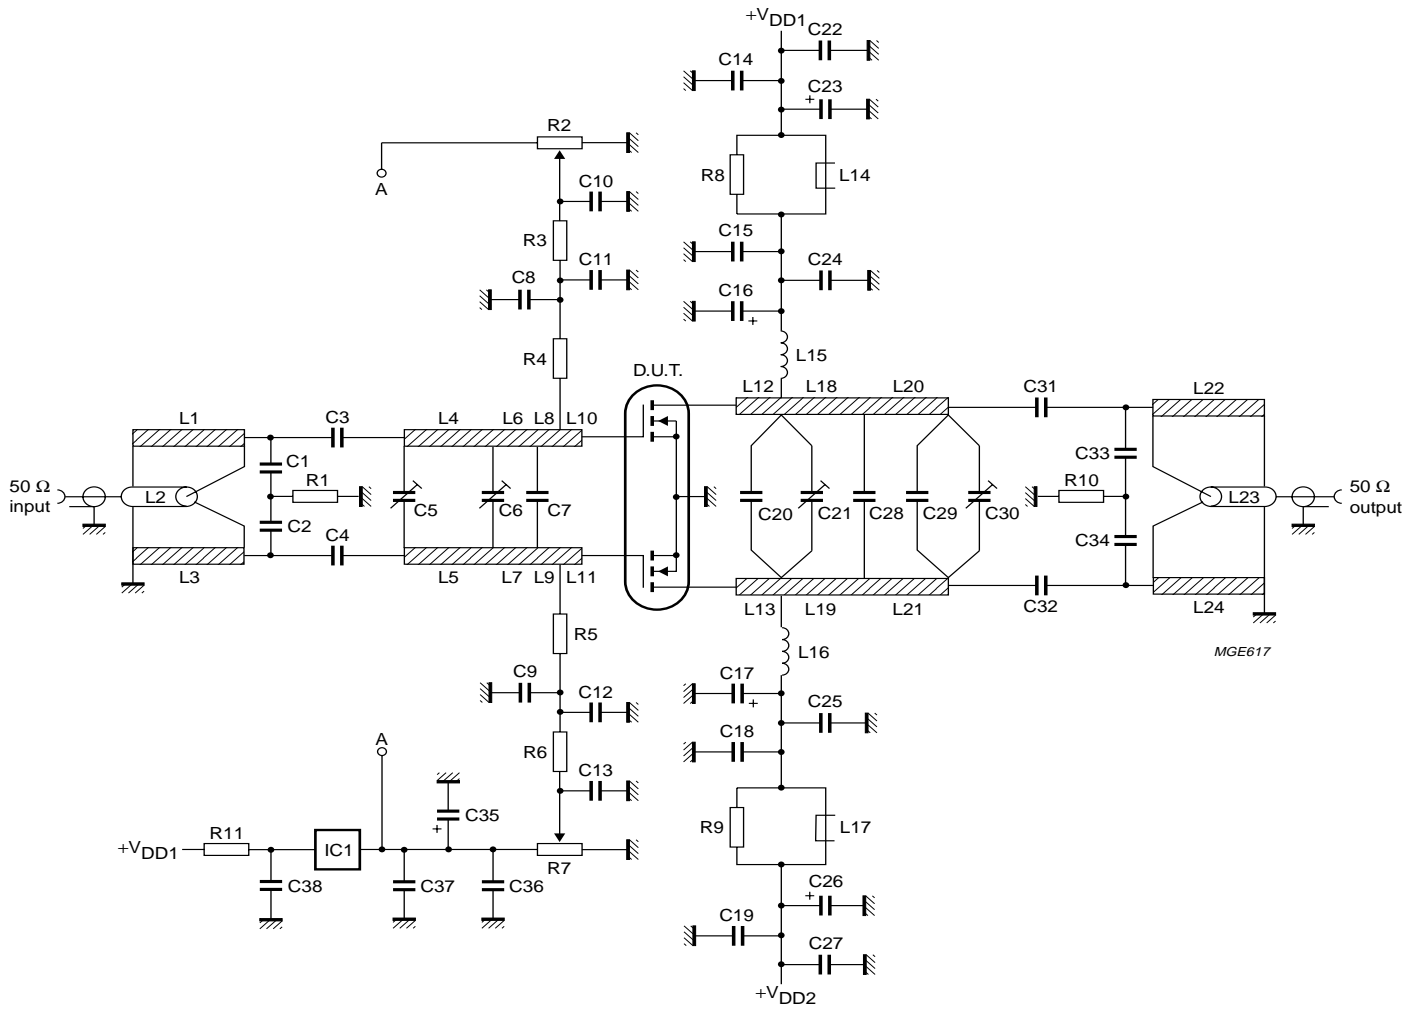 +VDD1
C22
C14
C23
R2
R8
L14
A
C10
R3
C15
C11
C24
C8
C16
R4
L15
D.U.T.
L12 L18 L20
C31
L22
L1
C3
L4 L6 L8 L10
C1
C33
R1
R10
50 Ω
input
L2
C5
C6
C7
C20
C21
C28
C29
C30
L23
50 Ω
output
C2
C4
C34
L3
L5 L7 L9 L11
L13 L19 L21
C32
L24
R5
L16
MGE617
C9
C17
C12
C25
A
R6
C18
C13
C35
R11
R9
L17
+VDD1
IC1
R7
C38
C37
C36
C26
C19
C27
+VDD2